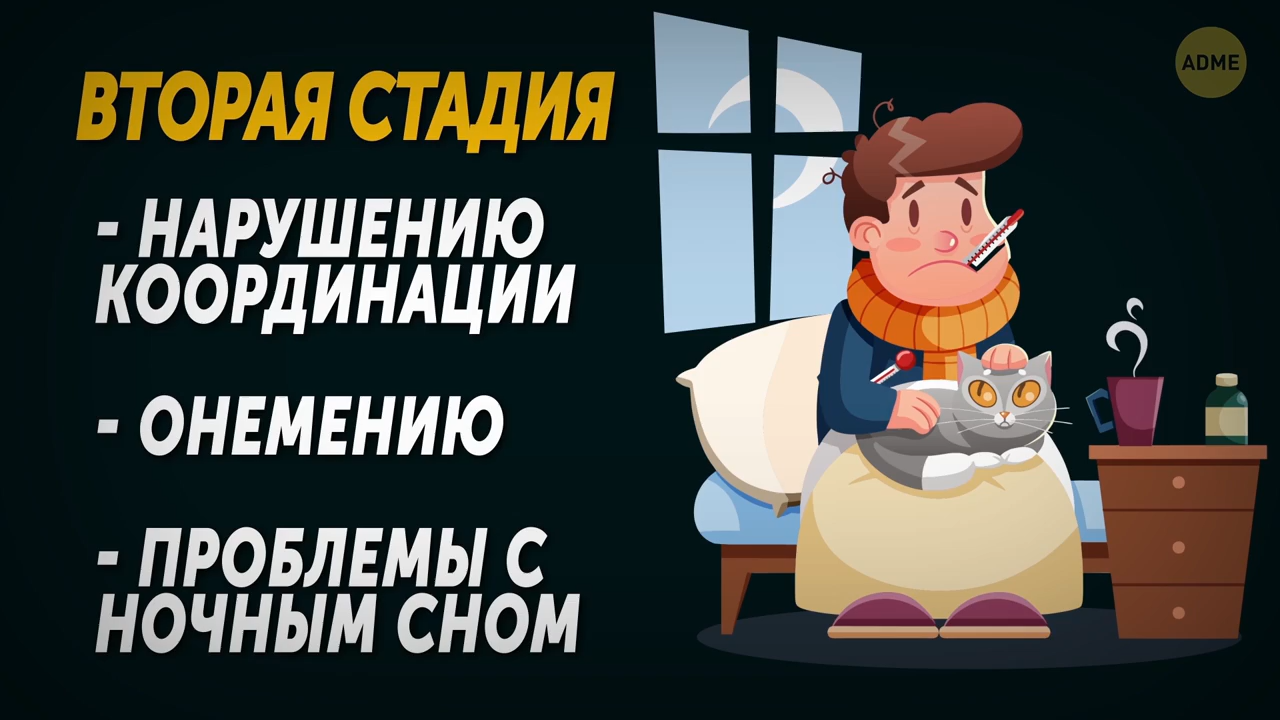 ADME
ВТОРАЯ СТАДИЯ
- НАРУШЕНИЮ
КООРДИНАЦИИ
- ОНЕМЕНИЮ
- ПРОБЛЕМЫ С
НОЧНЫМ СНОМ